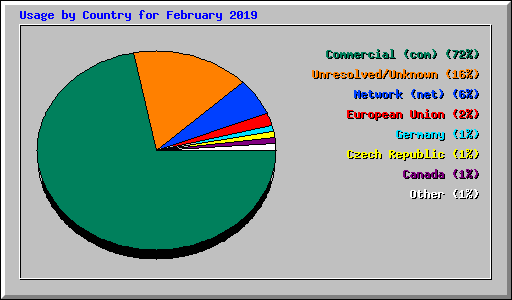 Usage by Country for February 2019
Commercial (com) (72%)
Unresolved/Unknown (16%)
Network (net) (6%)
European Union (2%)
Germany (1%)
Czech Republic (1%)
Canada (1%)
Other (1%)